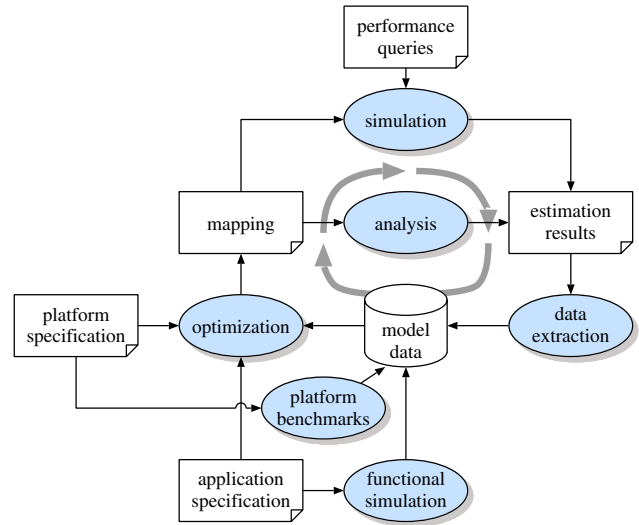 performance
queries
simulation
mapping
analysis
estimation
results
platform
specification
optimization
model
data
data
extraction
platform
benchmarks
application
specification
functional
simulation